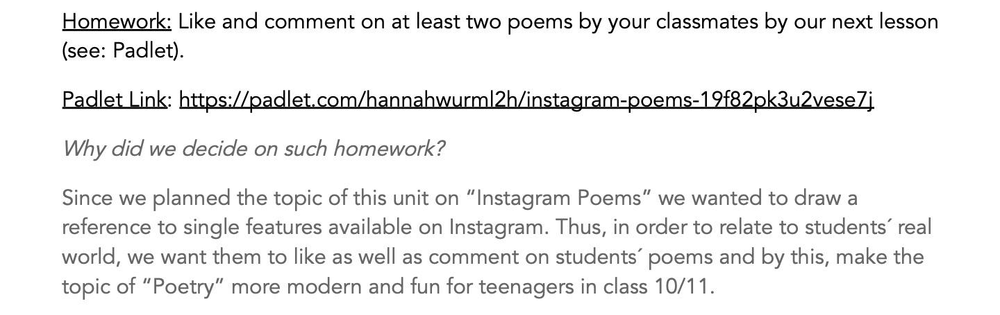 Homework: Like and comment on at least two poems by your classmates by our next lesson
(see: Padlet).
Padlet Link: https://padlet.com/hannahwurml2h/instagram-poems-19f82pk3u2vese7j
Why did we decide on such homework?
Since we planned the topic of this unit on “Instagram Poems” we wanted to draw a
reference to single features available on Instagram. Thus, in order to relate to students´ real
world, we want them to like as well as comment on students´ poems and by this, make the
topic of “Poetry” more modern and fun for teenagers in class 10/11.